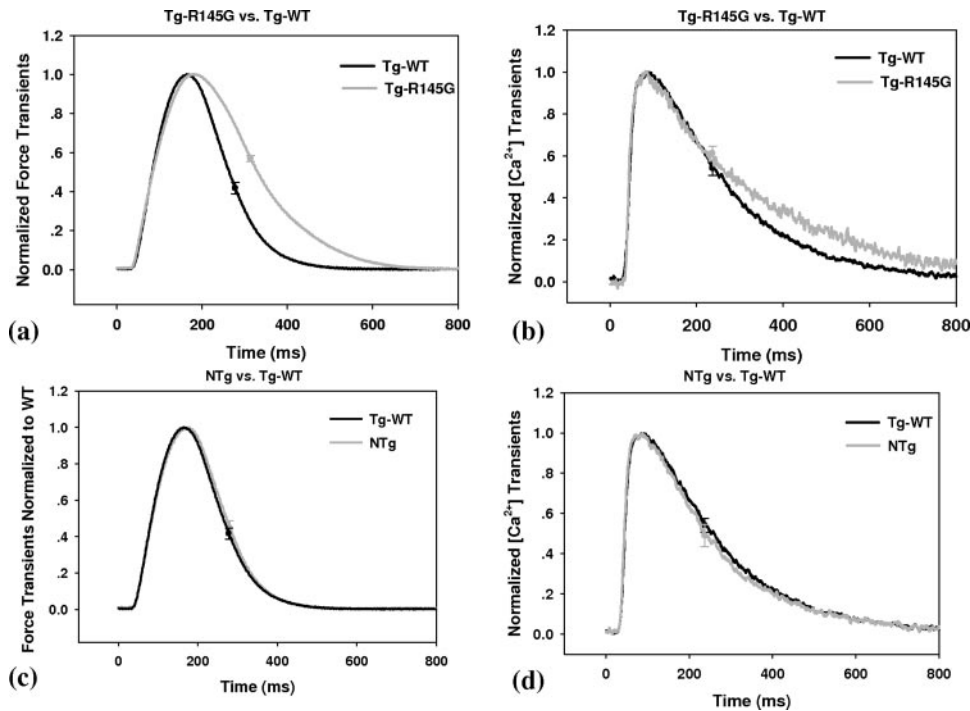 Tg-R145G vs. Tg-WT
Normalized Force Transients
1.2
1.0
.8
.6
.4
.2
0.0
Tg-WT
Tg-R145G
0
200
400
600
800
Time (ms)
(a)
Tg-R145G vs. Tg-WT
Normailzed [Ca2+] Transients
1.2
1.0
.8
.6
.4
.2
0.0
Tg-WT
Tg-R145G
0
200
400
600
800
Time (ms)
(b)
NTg vs. Tg-WT
Force Transients Normalized to WT
1.2
1.0
.8
.6
.4
.2
0.0
Tg-WT
NTg
0
200
400
600
800
Time (ms)
(c)
NTg vs. Tg-WT
Normalized [Ca2+] Transients
1.2
1.0
.8
.6
.4
.2
0.0
Tg-WT
NTg
0
200
400
600
800
Time (ms)
(d)